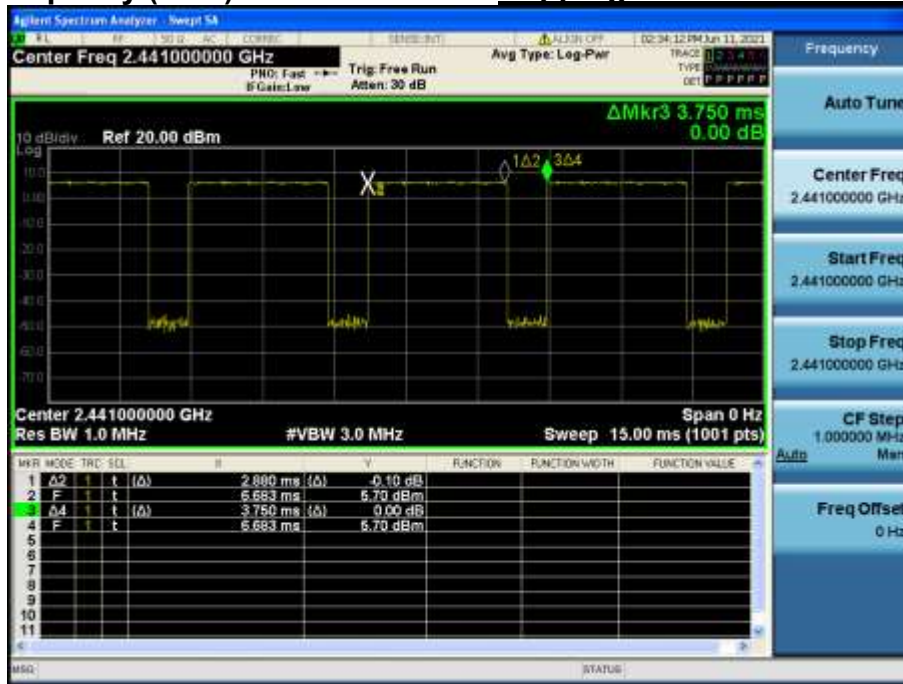 Agilent Spectrum Analyzer - Swept SA
Center Freq 2.441000000 GHz
PNO: Fast
IFGain:Low
Trig: Free Run
Atten: 30 dB
Avg Type: Log-Pwr
02:34:12 PM Jun 11, 2021
TRACE
TYPE
DET
Frequency
Auto Tune
ΔMkr3 3.750 ms
0.00 dB
10 dB/div Ref 20.00 dBm
Log
1Δ2 3Δ4
X
Center Freq
2.441000000 GHz
Start Freq
2.441000000 GHz
Stop Freq
2.441000000 GHz
Center 2.441000000 GHz
Span 0 Hz
Res BW 1.0 MHz
#VBW 3.0 MHz
Sweep 15.00 ms (1001 pts)
CF Step
1.000000 MHz
Auto Man
MKR MODE TRC SCL X Y FUNCTION FUNCTION WIDTH FUNCTION VALUE
1 Δ2 1 t (Δ) 2.880 ms (Δ) -0.10 dB
2 F 1 t 6.683 ms 5.70 dBm
3 Δ4 1 t (Δ) 3.750 ms (Δ) 0.00 dB
4 F 1 t 6.683 ms 5.70 dBm
5
6
7
8
9
10
11
Freq Offset
0 Hz
MSG
STATUS